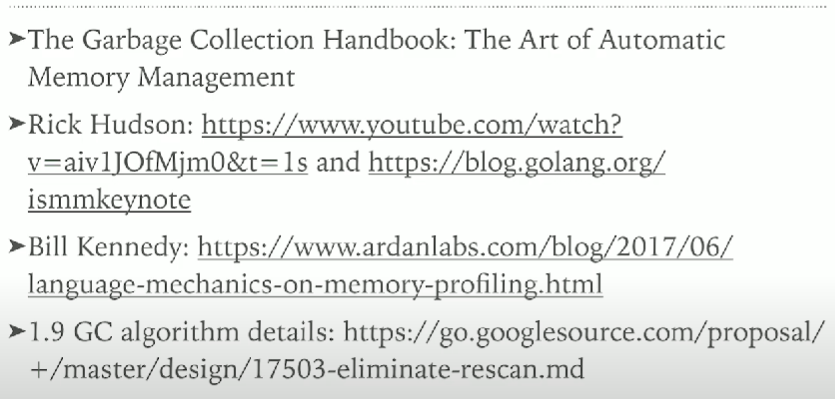 ➤The Garbage Collection Handbook: The Art of Automatic
Memory Management
➤Rick Hudson: https://www.youtube.com/watch?
v=aiv1JOfMjm0&t=1s and https://blog.golang.org/
ismmkeynote
➤Bill Kennedy: https://www.ardanlabs.com/blog/2017/06/
language-mechanics-on-memory-profiling.html
➤1.9 GC algorithm details: https://go.googlesource.com/proposal/
+/master/design/17503-eliminate-rescan.md